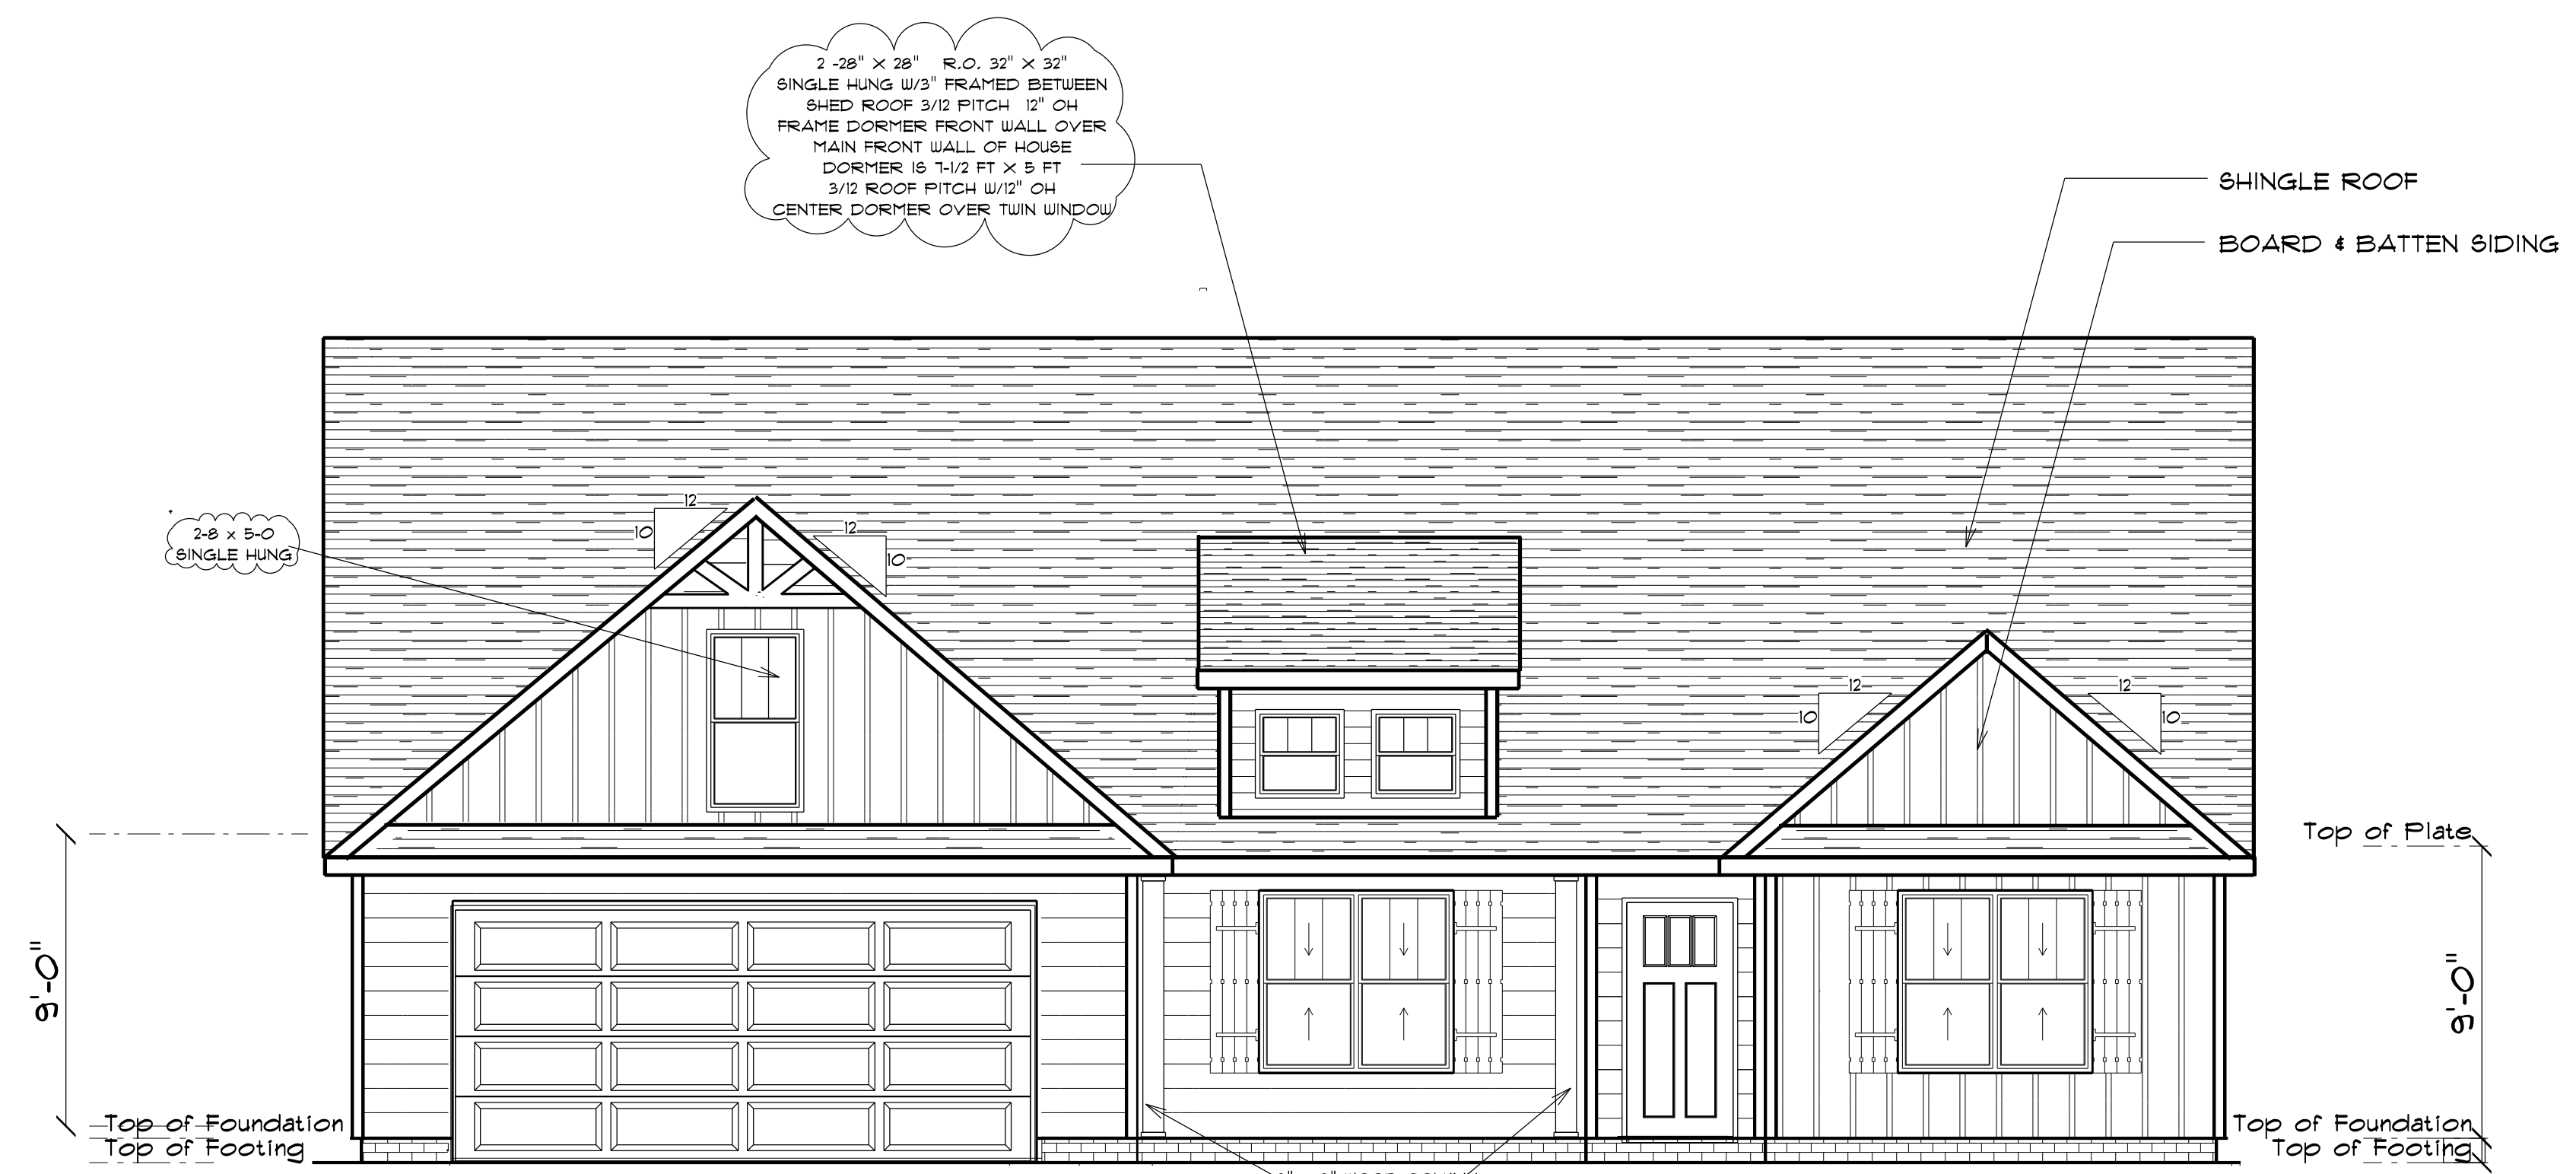 2 -28" X 28" R.O. 32" X 32"
SINGLE HUNG W/3" FRAMED BETWEEN
SHED ROOF 3/12 PITCH 12" OH
FRAME DORMER FRONT WALL OVER
MAIN FRONT WALL OF HOUSE
DORMER IS 7-1/2 FT X 5 FT
3/12 ROOF PITCH W/12" OH
CENTER DORMER OVER TWIN WINDOW
SHINGLE ROOF
BOARD & BATTEN SIDING
12
10
12
10
2-8 x 5-0
SINGLE HUNG
12
10
12
10
Top of Plate
9'-0"
9'-0"
Top of Foundation
Top of Footing
Top of Foundation
Top of Footing